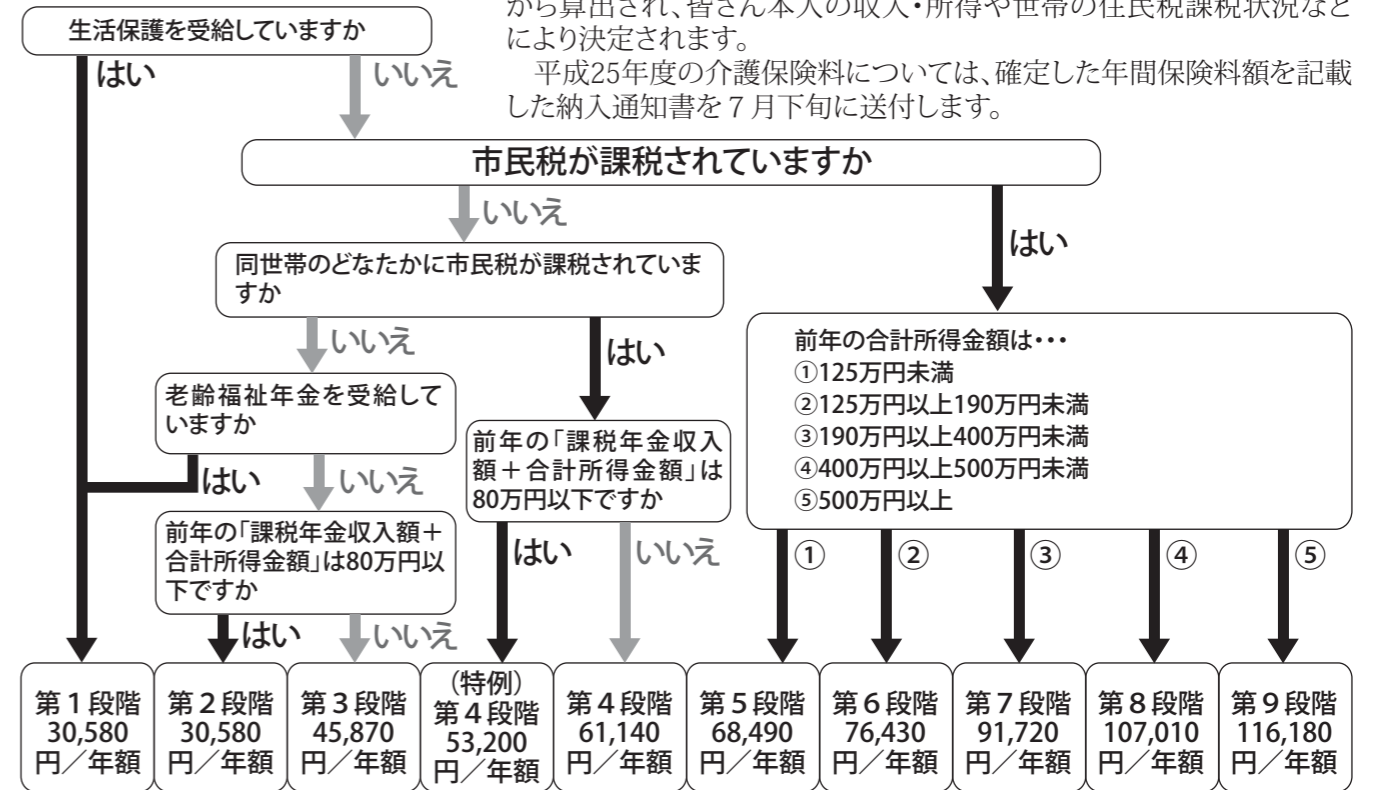 から算出され、皆さん本人の収入・所得や世帯の住民税課税状況など
により決定されます。
　平成25年度の介護保険料については、確定した年間保険料額を記載
した納入通知書を７月下旬に送付します。
生活保護を受給していますか
はい
いいえ
市民税が課税されていますか
いいえ
はい
同世帯のどなたかに市民税が課税されていま
すか
いいえ
はい
老齢福祉年金を受給して
いますか
はい
いいえ
前年の「課税年金収入額＋
合計所得金額」は80万円以
下ですか
はい
いいえ
前年の「課税年金収入
額＋合計所得金額」は
80万円以下ですか
はい
いいえ
前年の合計所得金額は・・・
①125万円未満
②125万円以上190万円未満
③190万円以上400万円未満
④400万円以上500万円未満
⑤500万円以上
①
②
③
④
⑤
第１段階
30,580
円／年額
第２段階
30,580
円／年額
第３段階
45,870
円／年額
（特例）
第４段階
53,200
円／年額
第４段階
61,140
円／年額
第５段階
68,490
円／年額
第６段階
76,430
円／年額
第７段階
91,720
円／年額
第８段階
107,010
円／年額
第９段階
116,180
円／年額